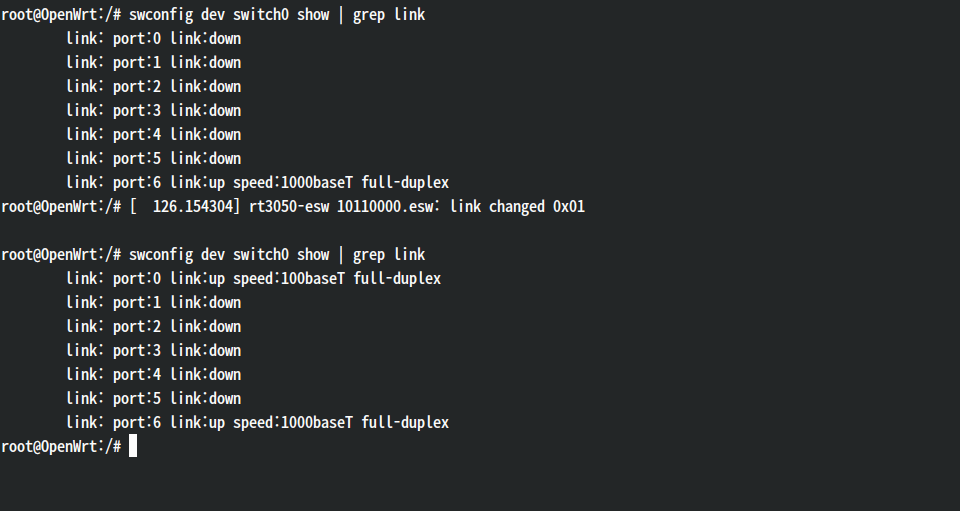 root@OpenWrt:/# swconfig dev switch0 show | grep link
        link: port:0 link:down
        link: port:1 link:down
        link: port:2 link:down
        link: port:3 link:down
        link: port:4 link:down
        link: port:5 link:down
        link: port:6 link:up speed:1000baseT full-duplex
root@OpenWrt:/# [  126.154304] rt3050-esw 10110000.esw: link changed 0x01

root@OpenWrt:/# swconfig dev switch0 show | grep link
        link: port:0 link:up speed:100baseT full-duplex
        link: port:1 link:down
        link: port:2 link:down
        link: port:3 link:down
        link: port:4 link:down
        link: port:5 link:down
        link: port:6 link:up speed:1000baseT full-duplex
root@OpenWrt:/#